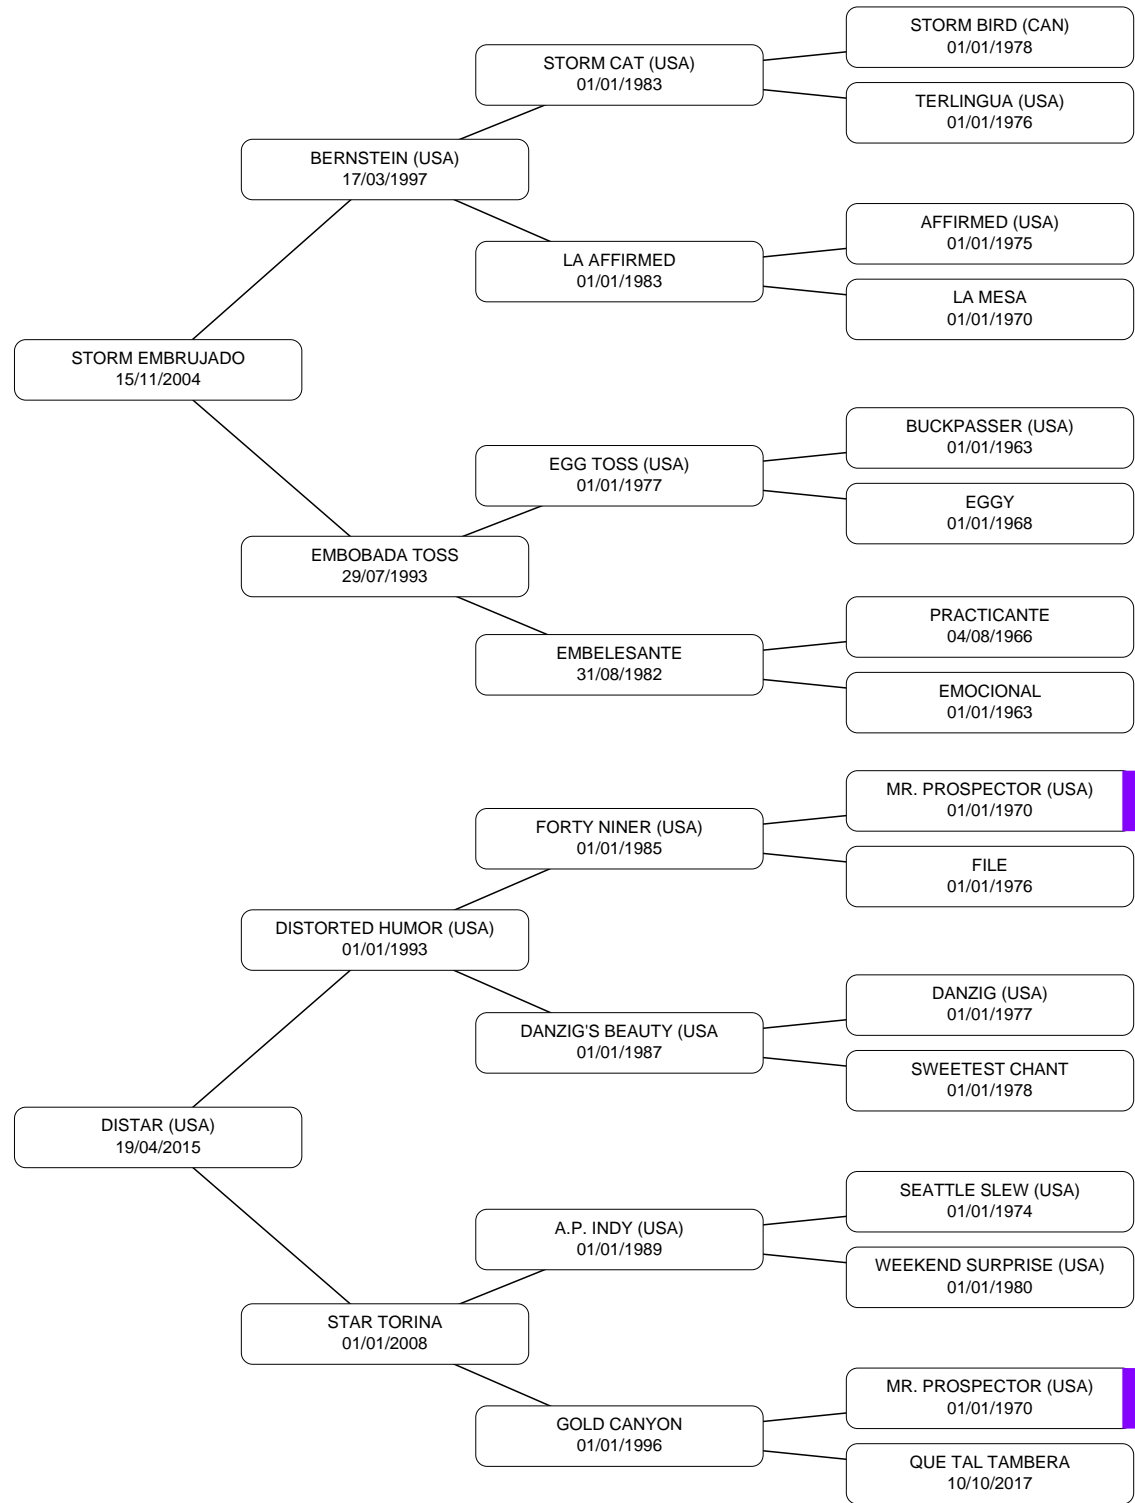 STORM BIRD (CAN)
01/01/1978
STORM CAT (USA)
01/01/1983
TERLINGUA (USA)
01/01/1976
BERNSTEIN (USA)
17/03/1997
AFFIRMED (USA)
01/01/1975
LA AFFIRMED
01/01/1983
LA MESA
01/01/1970
STORM EMBRUJADO
15/11/2004
BUCKPASSER (USA)
01/01/1963
EGG TOSS (USA)
01/01/1977
EGGY
01/01/1968
EMBOBADA TOSS
29/07/1993
PRACTICANTE
04/08/1966
EMBELESANTE
31/08/1982
EMOCIONAL
01/01/1963
MR. PROSPECTOR (USA)
01/01/1970
FORTY NINER (USA)
01/01/1985
FILE
01/01/1976
DISTORTED HUMOR (USA)
01/01/1993
DANZIG (USA)
01/01/1977
DANZIG'S BEAUTY (USA
01/01/1987
SWEETEST CHANT
01/01/1978
DISTAR (USA)
19/04/2015
SEATTLE SLEW (USA)
01/01/1974
A.P. INDY (USA)
01/01/1989
WEEKEND SURPRISE (USA)
01/01/1980
STAR TORINA
01/01/2008
MR. PROSPECTOR (USA)
01/01/1970
GOLD CANYON
01/01/1996
QUE TAL TAMBERA
10/10/2017